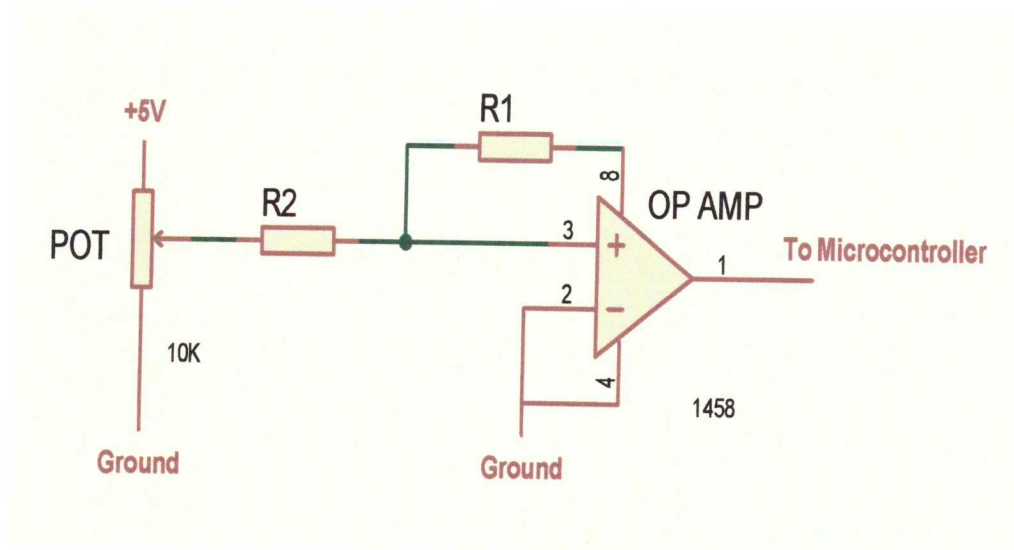 +5V
R1
8
OP AMP
R2
3
POT
To Microcontroller
1
2
10K
4
1458
Ground
Ground